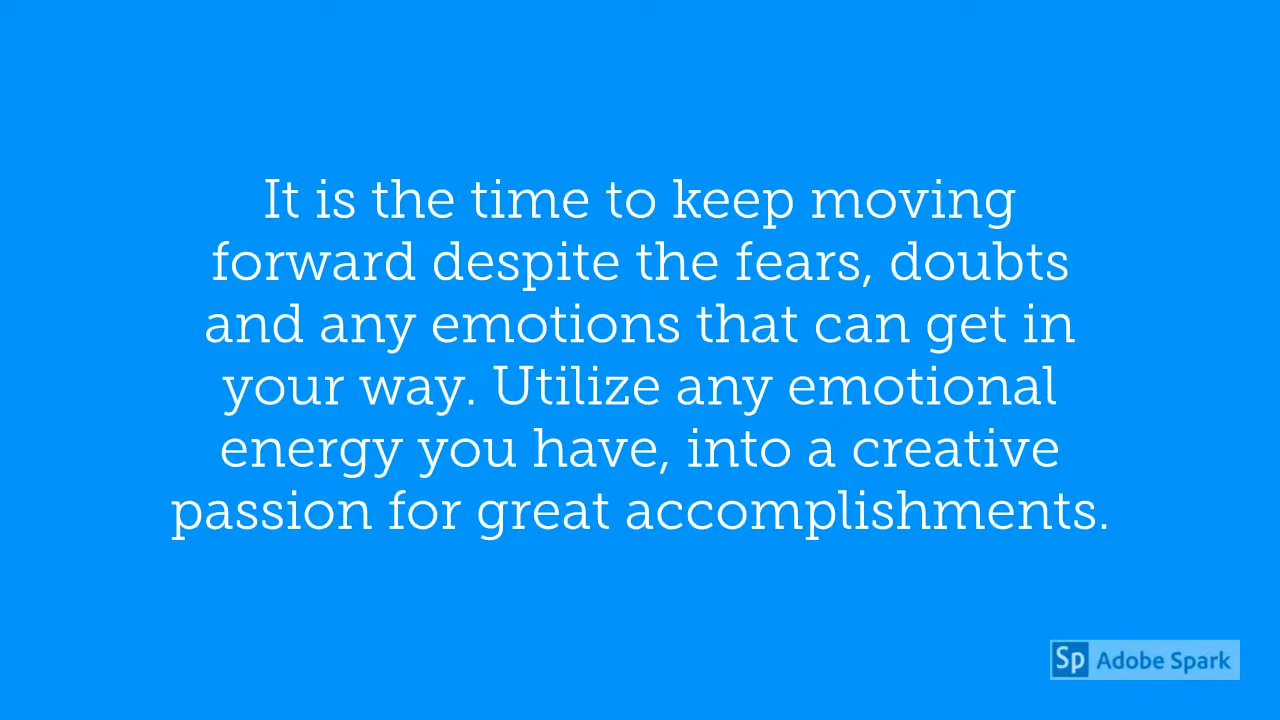 It is the time to keep moving
forward despite the fears, doubts
and any emotions that can get in
your way. Utilize any emotional
energy you have, into a creative
passion for great accomplishments.
Sp Adobe Spark